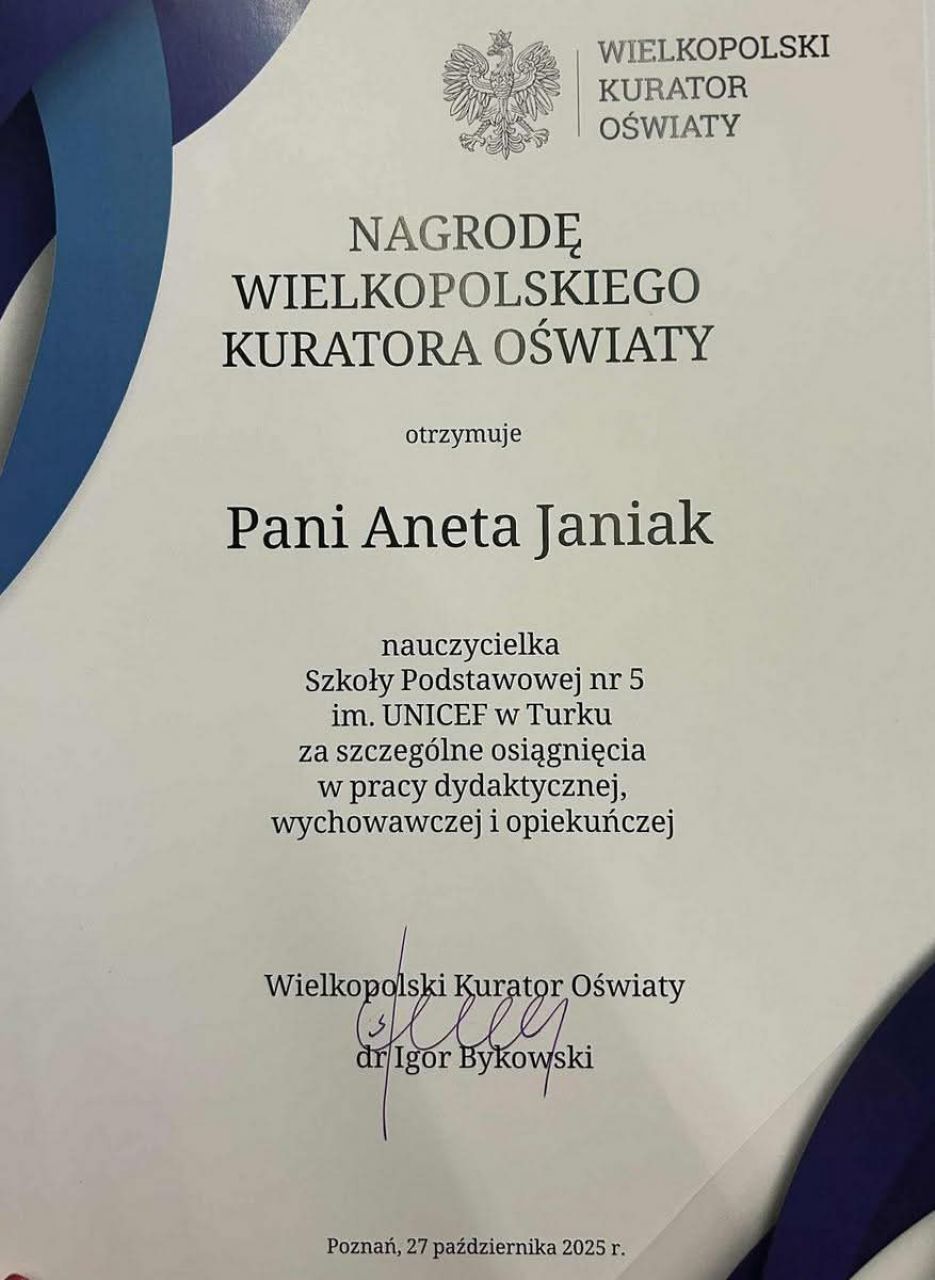 WIELKOPOLSKI
KURATOR
OŚWIATY
NAGRODĘ
WIELKOPOLSKIEGO
KURATORA OŚWIATY
otrzymuje
Pani Aneta Janiak
nauczycielka
Szkoły Podstawowej nr 5
im. UNICEF w Turku
za szczególne osiągnięcia
w pracy dydaktycznej,
wychowawczej i opiekuńczej
Wielkopolski Kurator Oświaty
dr Igor Bykowski
Poznań, 27 października 2025 r.